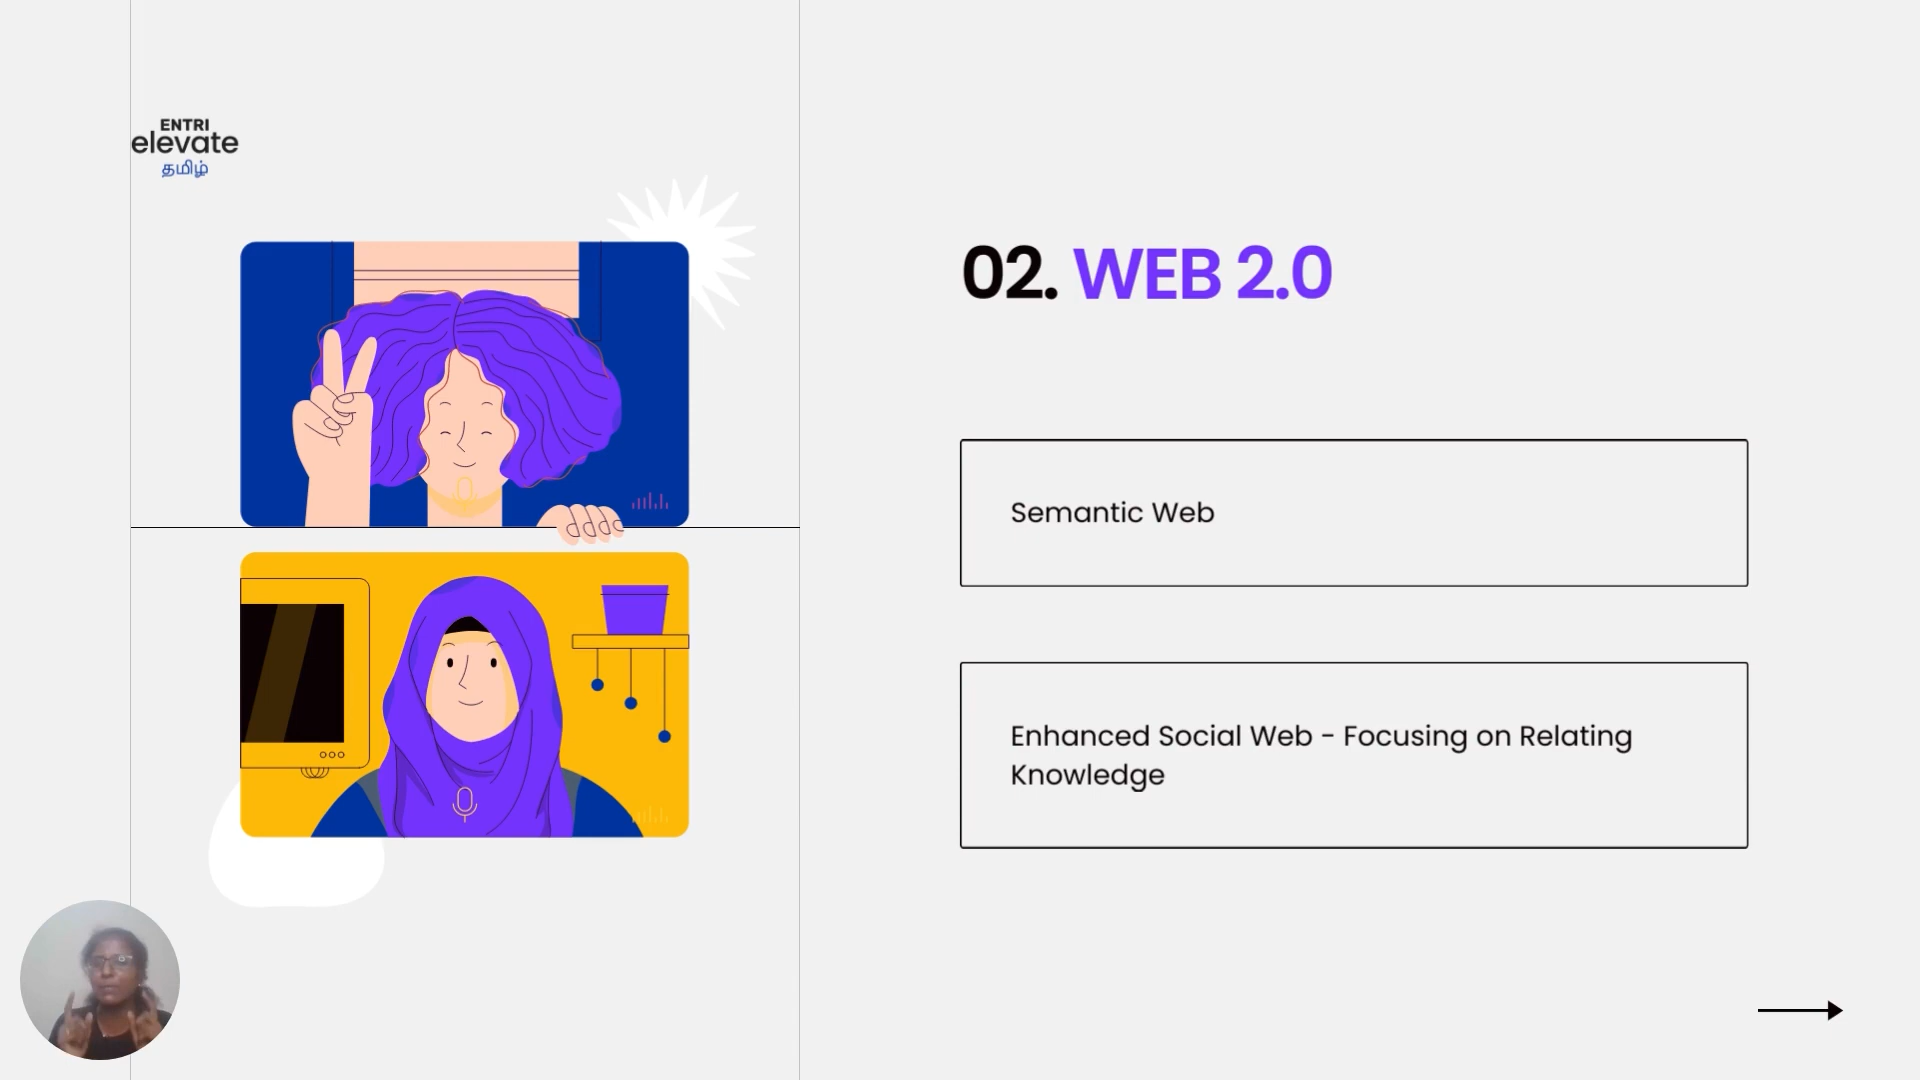 ENTRI
elevate
தமிழ்
02. WEB 2.0
Semantic Web
Enhanced Social Web - Focusing on Relating
Knowledge